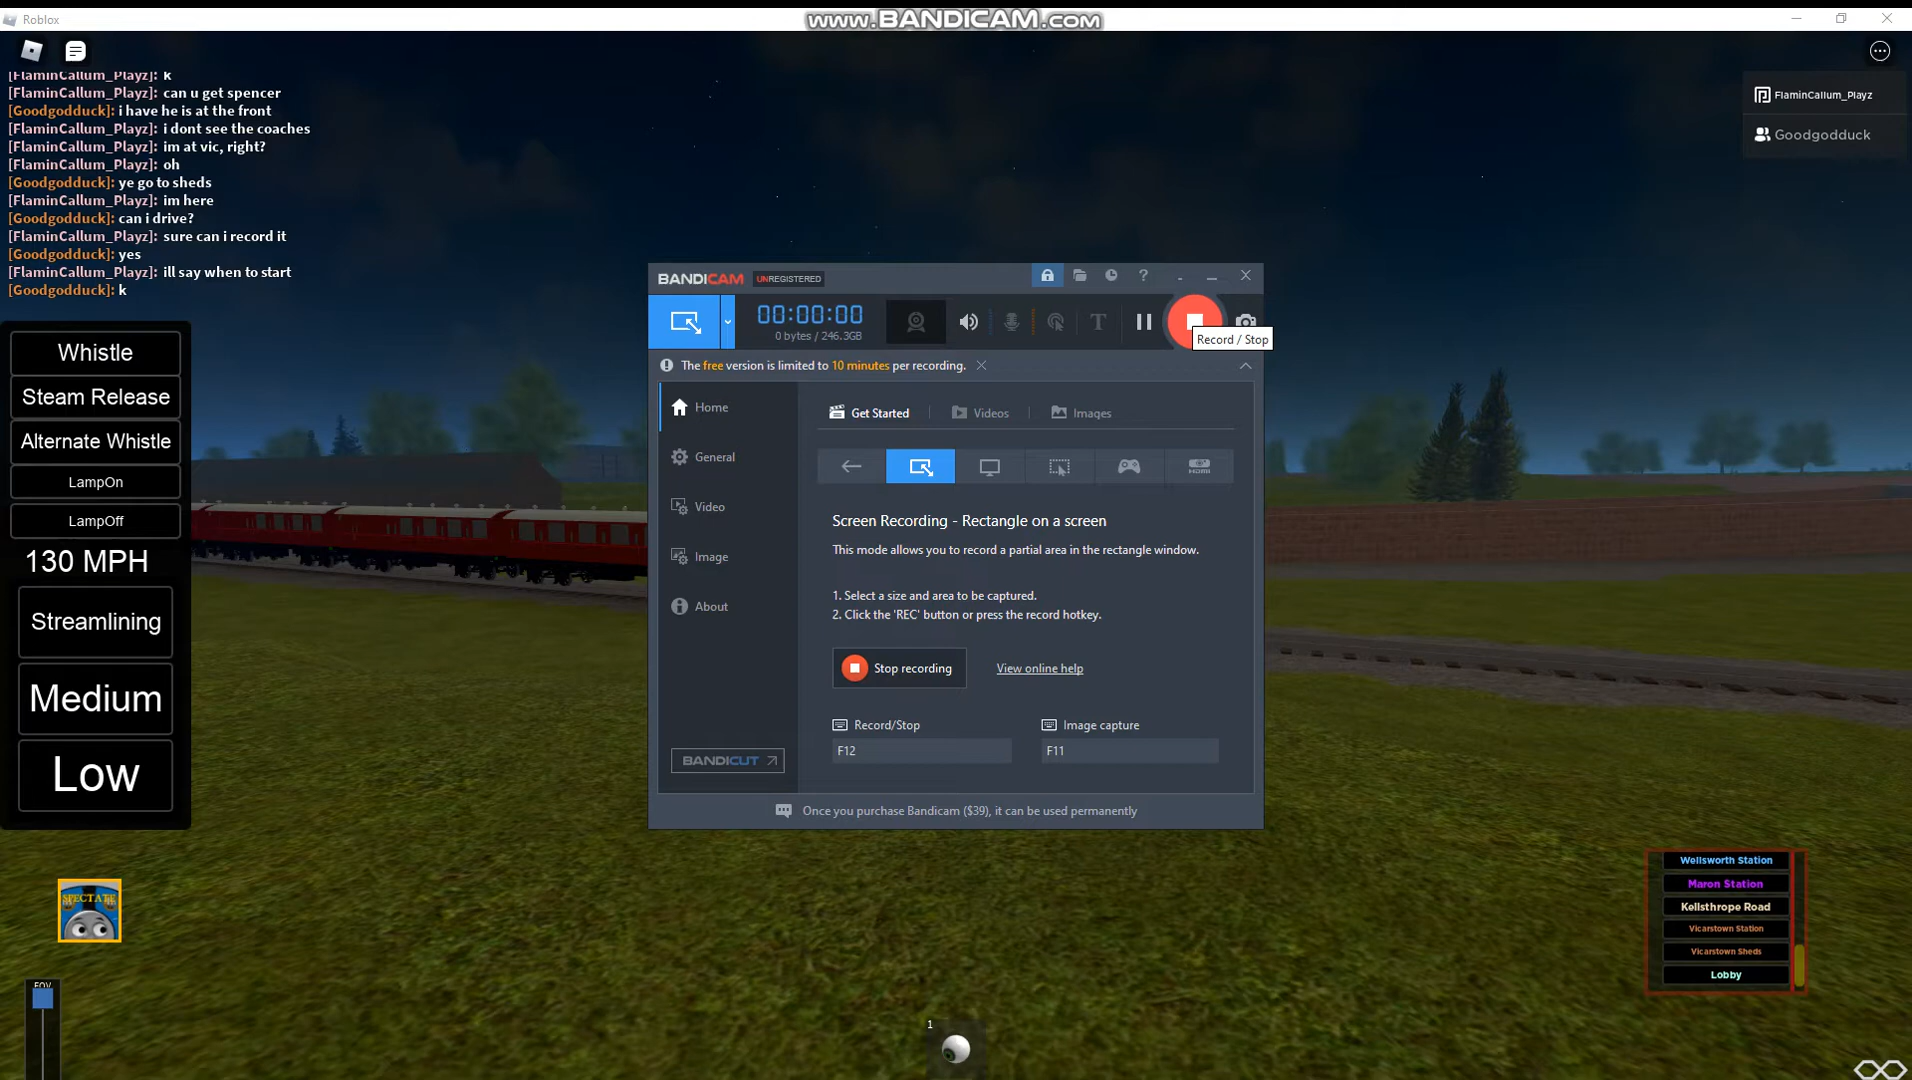 Roblox
www.BANDICAM.com
[FlaminCallum_Playz]: k
[FlaminCallum_Playz]: can u get spencer
[Goodgodduck]: i have he is at the front
[FlaminCallum_Playz]: i dont see the coaches
[FlaminCallum_Playz]: im at vic, right?
[FlaminCallum_Playz]: oh
[Goodgodduck]: ye go to sheds
[FlaminCallum_Playz]: im here
[Goodgodduck]: can i drive?
[FlaminCallum_Playz]: sure can i record it
[Goodgodduck]: yes
[FlaminCallum_Playz]: ill say when to start
[Goodgodduck]: k
FlaminCallum_Playz
Goodgodduck
Whistle
Steam Release
Alternate Whistle
LampOn
LampOff
130 MPH
Streamlining
Medium
Low
SPECTATE
FOV
BANDICAM UNREGISTERED
?
00:00:00
0 bytes / 246.3GB
T
Record / Stop
The free version is limited to 10 minutes per recording.
Home
General
Video
Image
About
BANDICUT
Get Started
Videos
Images
HDMI
Screen Recording - Rectangle on a screen
This mode allows you to record a partial area in the rectangle window.
1. Select a size and area to be captured.
2. Click the 'REC' button or press the record hotkey.
Stop recording
View online help
Record/Stop
Image capture
F12
F11
Once you purchase Bandicam ($39), it can be used permanently
Wellsworth Station
Maron Station
Kellsthrope Road
Vicarstown Station
Vicarstown Sheds
Lobby
1